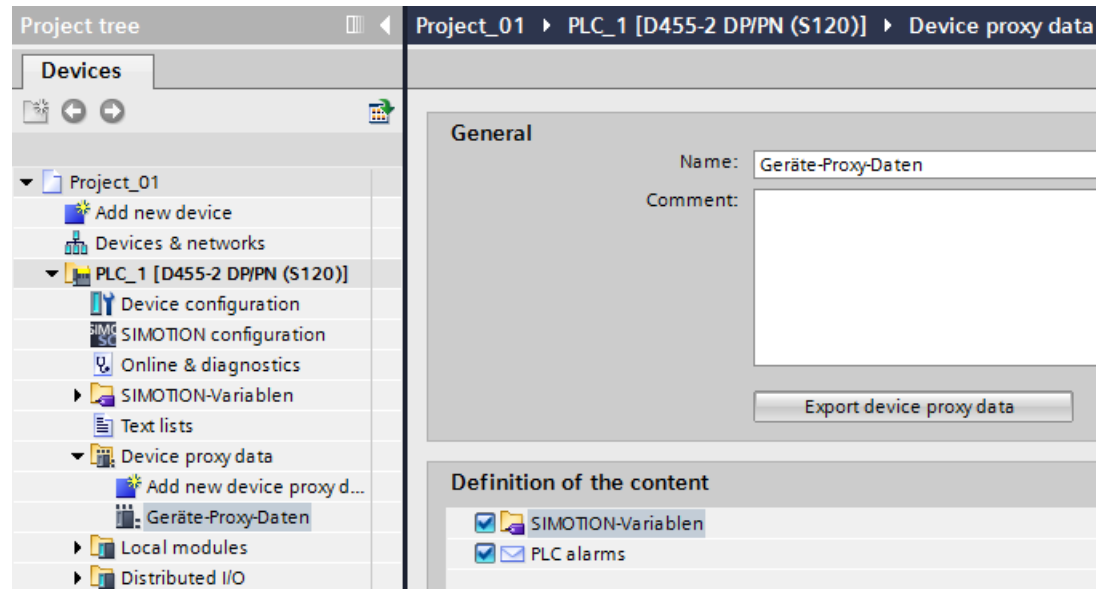 Project tree
Devices
Project_01
Add new device
Devices & networks
PLC_1 [D455-2 DP/PN (S120)]
Device configuration
SIMOTION configuration
Online & diagnostics
SIMOTION-Variablen
Text lists
Device proxy data
Add new device proxy d...
Geräte-Proxy-Daten
Local modules
Distributed I/O
Project_01 PLC_1 [D455-2 DP/PN (S120)] Device proxy data
General
Name: Geräte-Proxy-Daten
Comment:
Export device proxy data
Definition of the content
SIMOTION-Variablen
PLC alarms